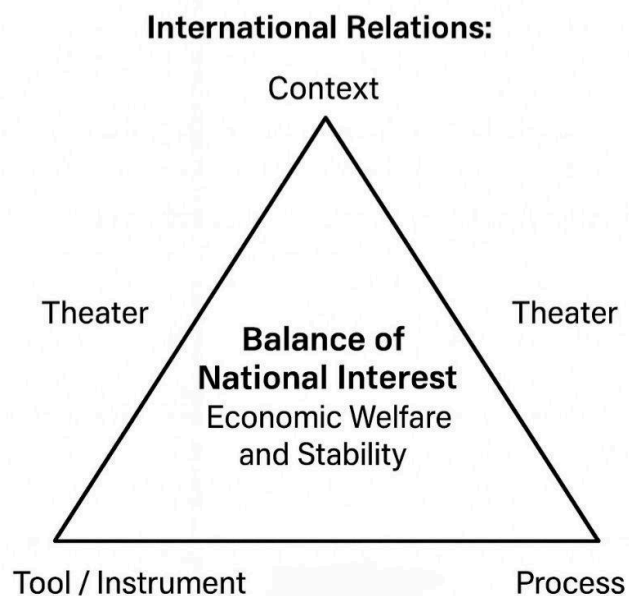 International Relations:
Context
Theater
Theater
Balance of
National Interest
Economic Welfare
and Stability
Tool / Instrument
Process